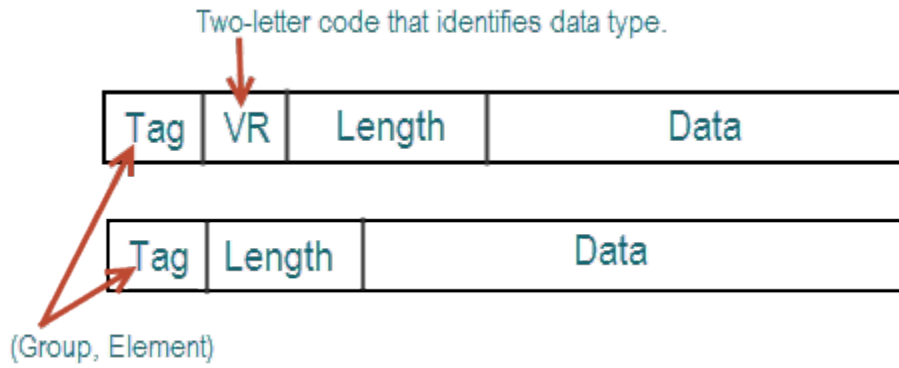 Two-letter code that identifies data type.
Tag VR Length Data
Tag Length Data
(Group, Element)